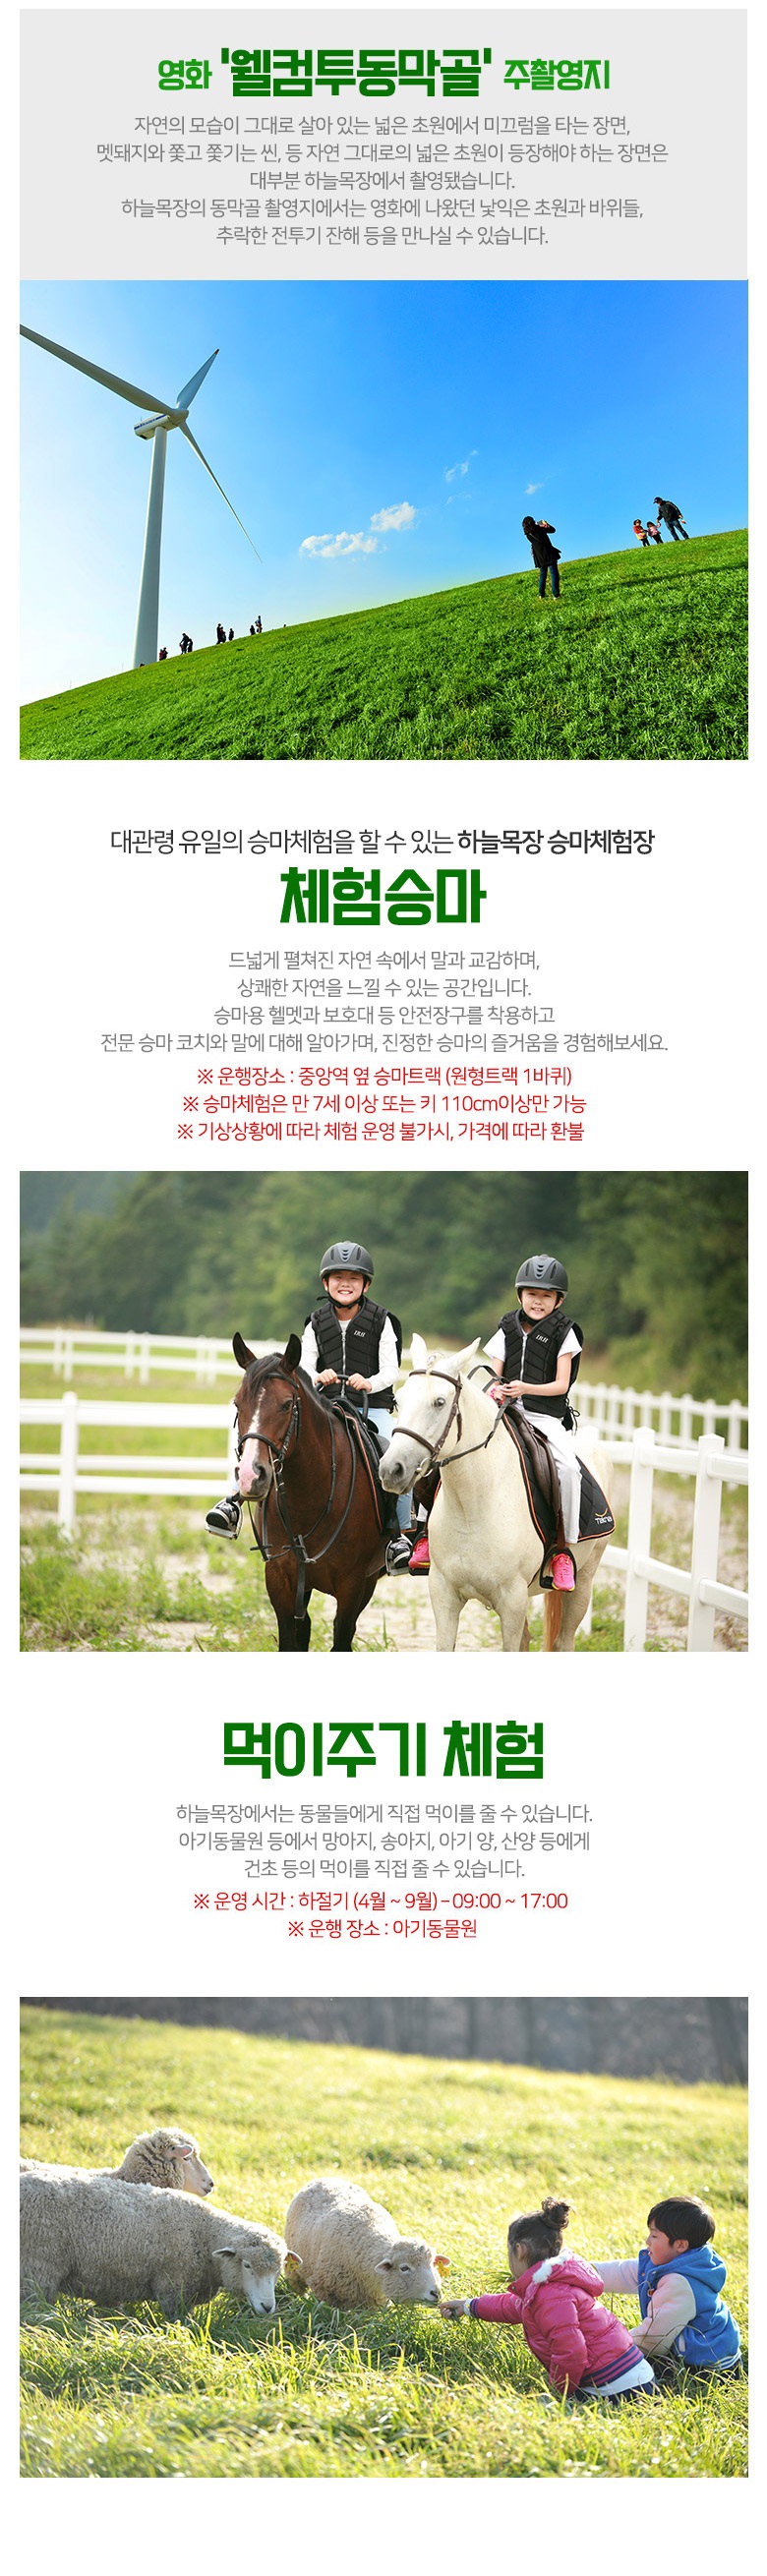 영화 '웰컴투동막골' 주촬영지
자연의 모습이 그대로 살아 있는 넓은 초원에서 미끄럼을 타는 장면,
멧돼지와 쫓고 쫓기는 씬, 등 자연 그대로의 넓은 초원이 등장해야 하는 장면은
대부분 하늘목장에서 촬영됐습니다.
하늘목장의 동막골 촬영지에서는 영화에 나왔던 낯익은 초원과 바위들,
추락한 전투기 잔해 등을 만나실 수 있습니다.
대관령 유일의 승마체험을 할 수 있는 하늘목장 승마체험장
체험승마
드넓게 펼쳐진 자연 속에서 말과 교감하며,
상쾌한 자연을 느낄 수 있는 공간입니다.
승마용 헬멧과 보호대 등 안전장구를 착용하고
전문 승마 코치와 말에 대해 알아가며, 진정한 승마의 즐거움을 경험해보세요.
※ 운행장소 : 중앙역 옆 승마트랙 (원형트랙 1바퀴)
※ 승마체험은 만 7세 이상 또는 키 110cm이상만 가능
※ 기상상황에 따라 체험 운영 불가시, 가격에 따라 환불
먹이주기 체험
하늘목장에서는 동물들에게 직접 먹이를 줄 수 있습니다.
아기동물원 등에서 망아지, 송아지, 아기 양, 산양 등에게
건초 등의 먹이를 직접 줄 수 있습니다.
※ 운영 시간 : 하절기 (4월 ~ 9월) – 09:00 ~ 17:00
※ 운행 장소 : 아기동물원